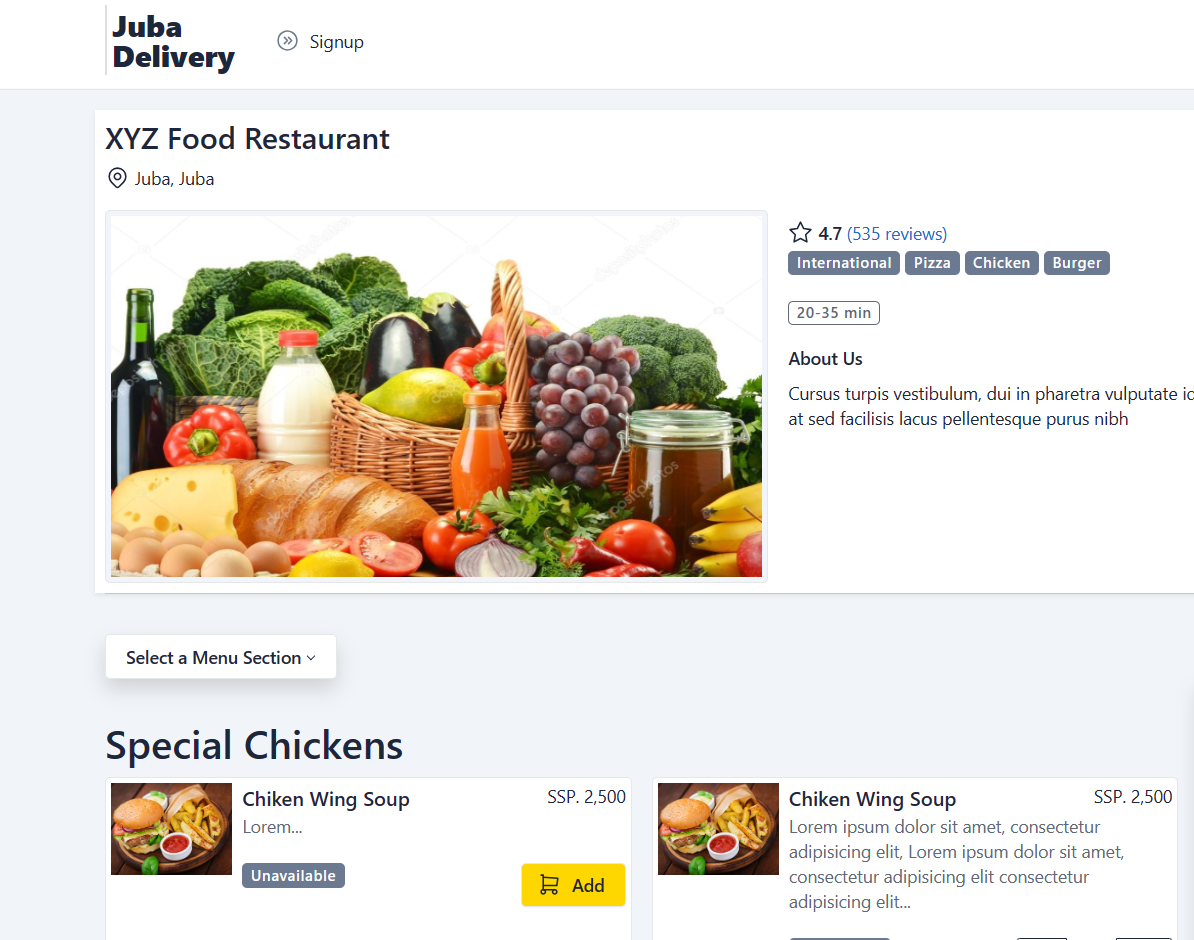 Juba
Delivery
Signup
XYZ Food Restaurant
Juba, Juba
4.7 (535 reviews)
International Pizza Chicken Burger
20-35 min
About Us
Cursus turpis vestibulum, dui in pharetra vulputate
at sed facilisis lacus pellentesque purus nibh
Select a Menu Section
Special Chickens
Chiken Wing Soup
SSP. 2,500
Lorem...
Unavailable
Add
Chiken Wing Soup
SSP. 2,500
Lorem ipsum dolor sit amet, consectetur
adipisicing elit, Lorem ipsum dolor sit amet,
consectetur adipisicing elit consectetur
adipisicing elit...